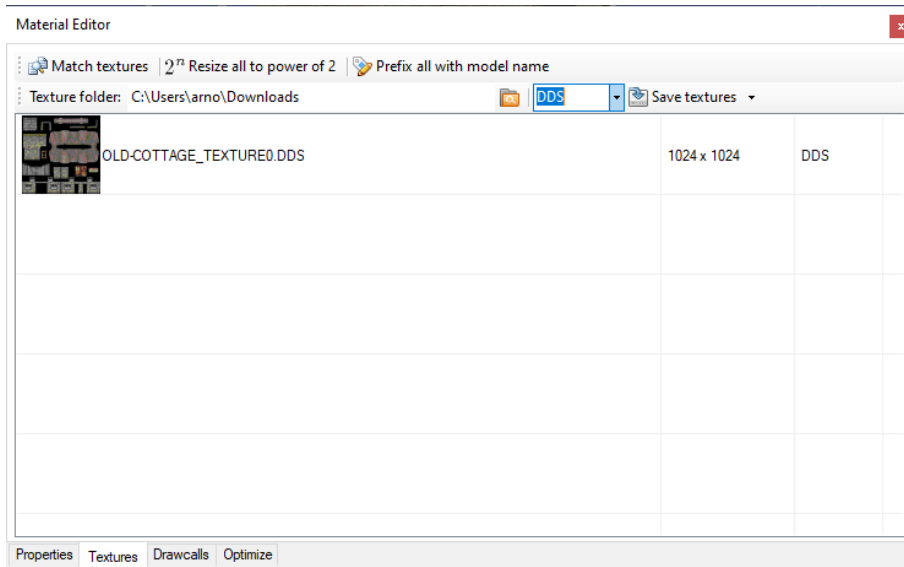 Material Editor
Match textures 2ⁿ Resize all to power of 2 Prefix all with model name
Texture folder: C:\Users\arno\Downloads DDS Save textures
OLD-COTTAGE_TEXTURE0.DDS 1024 x 1024 DDS
Properties Textures Drawcalls Optimize